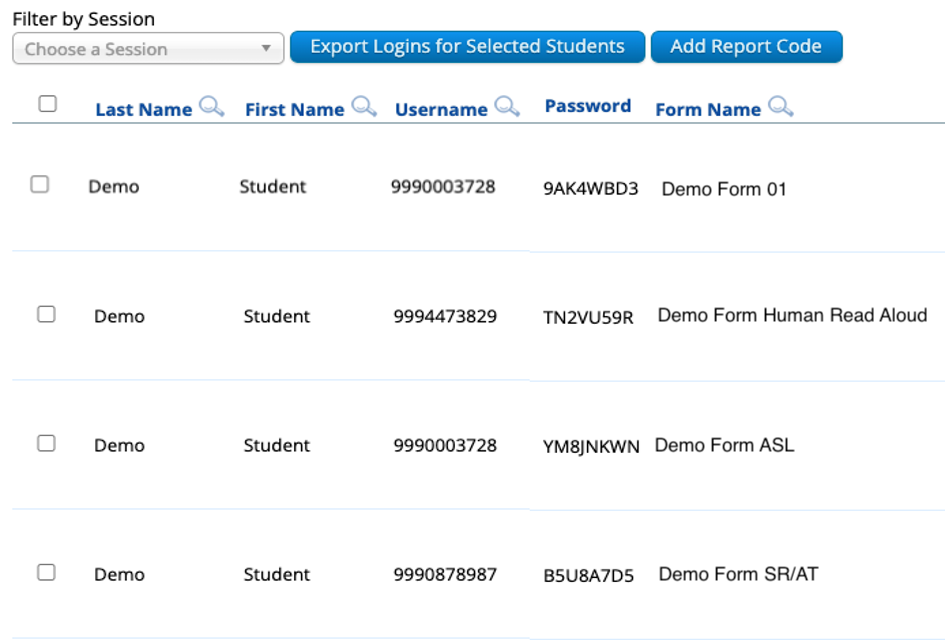 Filter by Session
Choose a Session Export Logins for Selected Students Add Report Code
Last Name First Name Username Password Form Name
Demo Student 9990003728 9AK4WBD3 Demo Form 01
Demo Student 9994473829 TN2VU59R Demo Form Human Read Aloud
Demo Student 9990003728 YM8JNKWN Demo Form ASL
Demo Student 9990878987 B5U8A7D5 Demo Form SR/AT